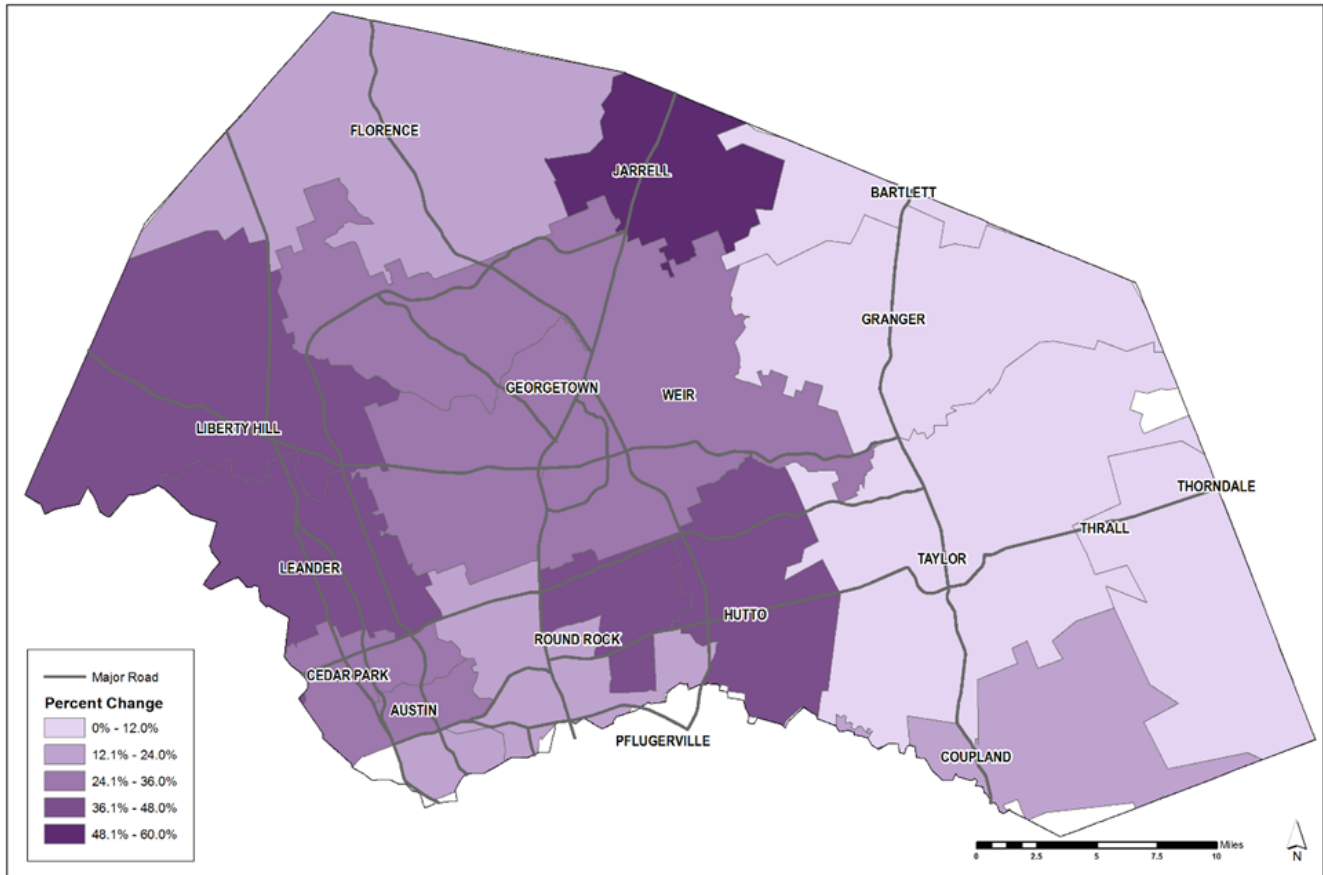 FLORENCE
JARRELL
BARTLETT
GRANGER
GEORGETOWN
WEIR
LIBERTY HILL
THORNDALE
THRALL
TAYLOR
LEANDER
HUTTO
ROUND ROCK
CEDAR PARK
AUSTIN
PFLUGERVILLE
COUPLAND
Major Road
Percent Change
0% - 12.0%
12.1% - 24.0%
24.1% - 36.0%
36.1% - 48.0%
48.1% - 60.0%
Miles
0 2.5 5 7.5 10
N